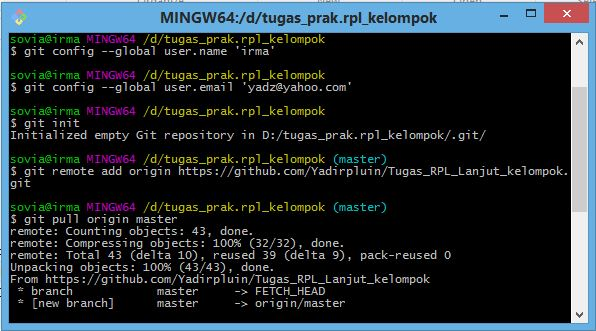 MINGW64:/d/tugas_prak.rpl_kelompok
sovia@irma MINGW64 /d/tugas_prak.rpl_kelompok
$ git config --global user.name 'irma'
sovia@irma MINGW64 /d/tugas_prak.rpl_kelompok
$ git config --global user.email 'yadz@yahoo.com'
sovia@irma MINGW64 /d/tugas_prak.rpl_kelompok
$ git init
Initialized empty Git repository in D:/tugas_prak.rpl_kelompok/.git/
sovia@irma MINGW64 /d/tugas_prak.rpl_kelompok (master)
$ git remote add origin https://github.com/Yadirpluin/Tugas_RPL_Lanjut_kelompok.
git
sovia@irma MINGW64 /d/tugas_prak.rpl_kelompok (master)
$ git pull origin master
remote: Counting objects: 43, done.
remote: Compressing objects: 100% (32/32), done.
remote: Total 43 (delta 10), reused 39 (delta 9), pack-reused 0
Unpacking objects: 100% (43/43), done.
From https://github.com/Yadirpluin/Tugas_RPL_Lanjut_kelompok
 * branch            master     -> FETCH_HEAD
 * [new branch]      master     -> origin/master